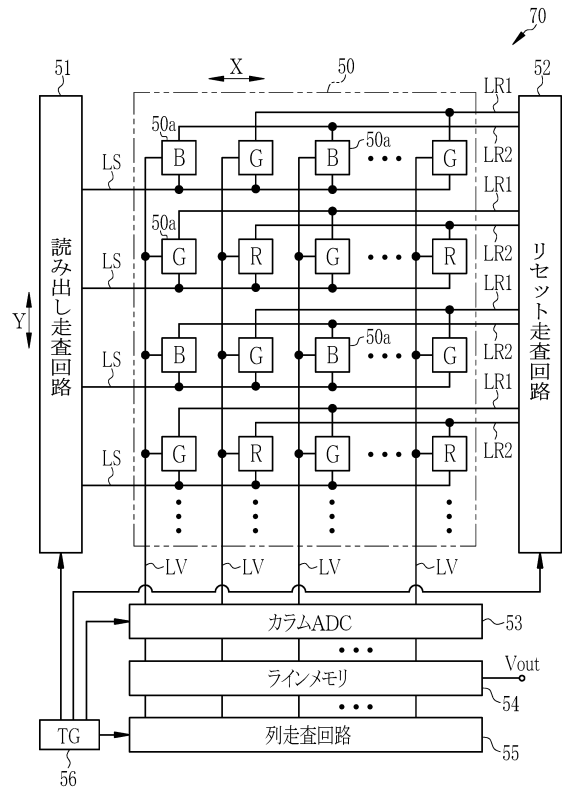 70
51
X
50
52
LR1
50a
50a
LR2
B
G
B
G
LS
LR1
50a
G
R
G
R
LR2
LS
LR1
読み出し走査回路
リセット走査回路
Y
50a
B
G
B
G
LR2
LS
LR1
G
R
G
R
LR2
LS
LV
LV
LV
LV
カラムADC
53
ラインメモリ
Vout
54
TG
列走査回路
55
56